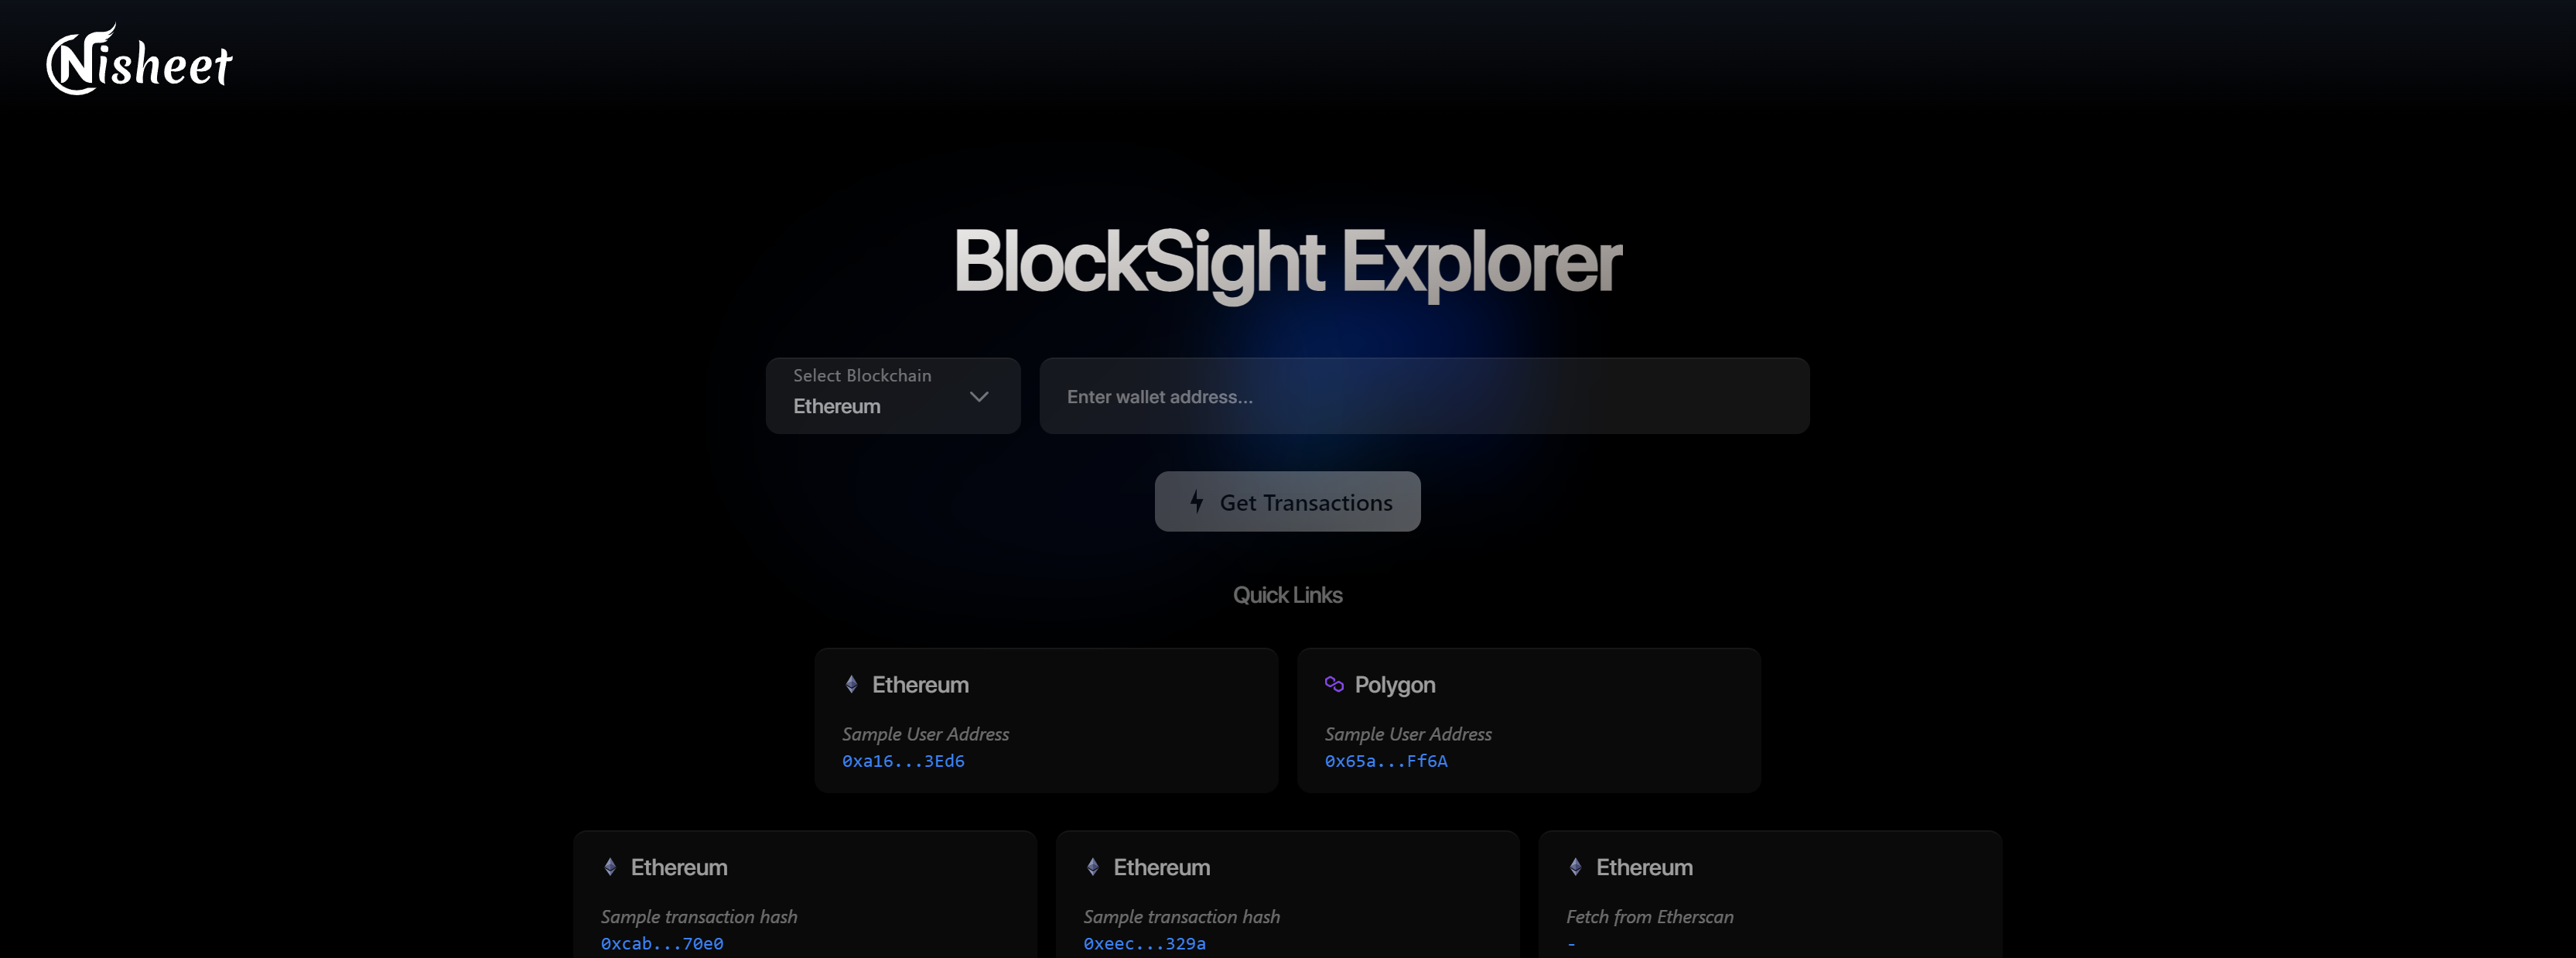 Nisheet
BlockSight Explorer
Select Blockchain
Ethereum
Enter wallet address...
Get Transactions
Quick Links
Ethereum
Sample User Address
0xa16...3Ed6
Polygon
Sample User Address
0x65a...Ff6A
Ethereum
Sample transaction hash
0xcab...70e0
Ethereum
Sample transaction hash
0xeec...329a
Ethereum
Fetch from Etherscan
-